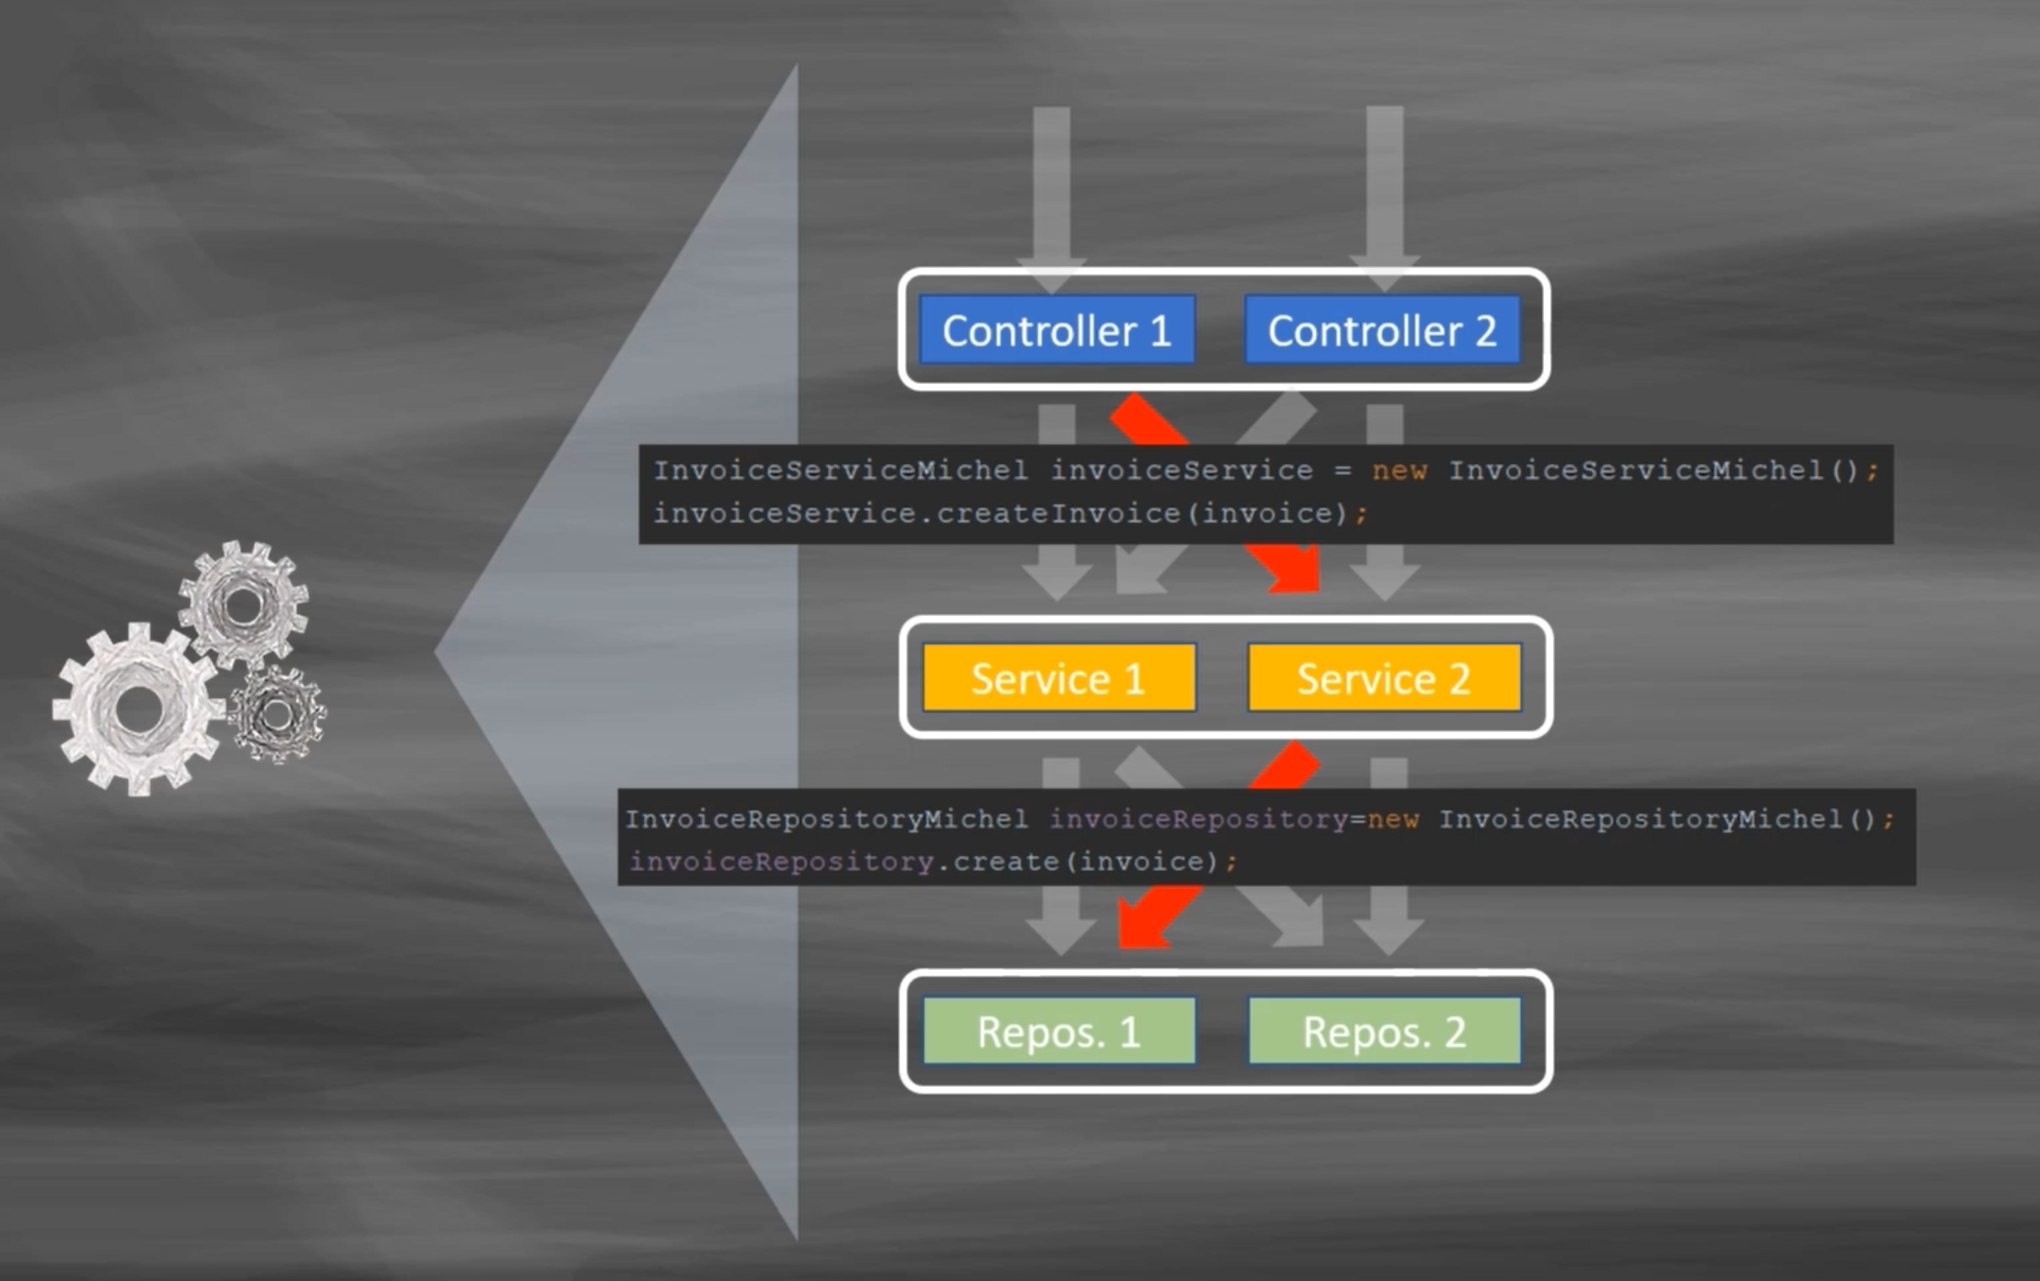 Controller 1
Controller 2
InvoiceServiceMichel invoiceService = new InvoiceServiceMichel();
invoiceService.createInvoice(invoice);
Service 1
Service 2
InvoiceRepositoryMichel invoiceRepository=new InvoiceRepositoryMichel();
invoiceRepository.create(invoice);
Repos. 1
Repos. 2